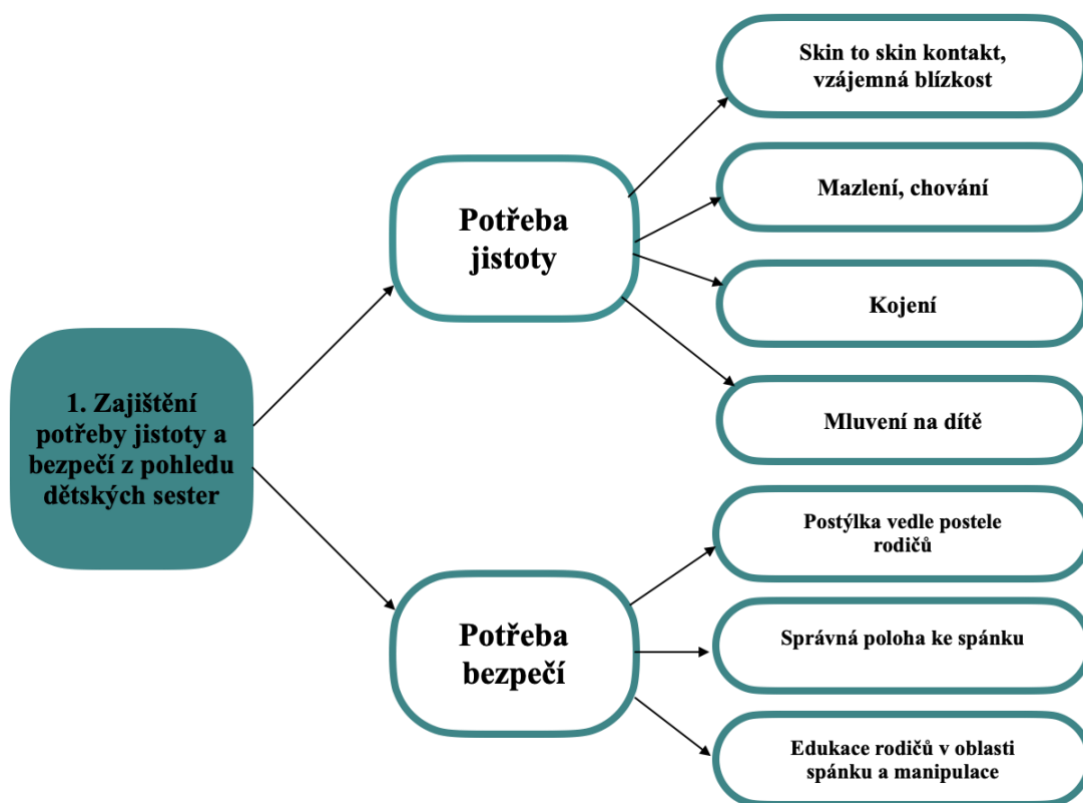 Skin to skin kontakt,
vzájemná blízkost
Mazlení, chování
Potřeba
jistoty
Kojení
1. Zajištění
potřeby jistoty a
bezpečí z pohledu
dětských sester
Mluvení na dítě
Postýlka vedle postele
rodičů
Potřeba
bezpečí
Správná poloha ke spánku
Edukace rodičů v oblasti
spánku a manipulace